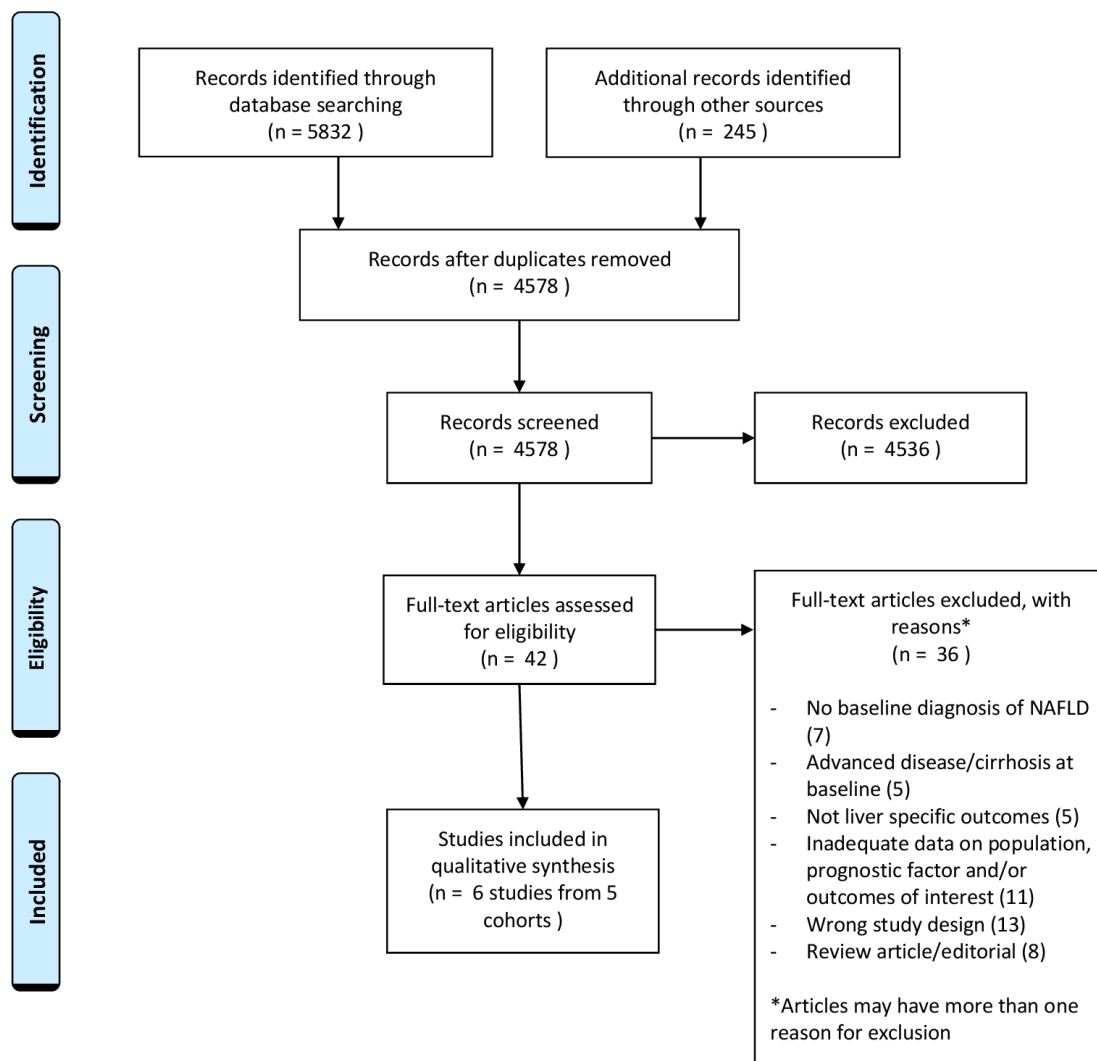 Identification
Records identified through
database searching
(n = 5832 )
Additional records identified
through other sources
(n = 245 )
Records after duplicates removed
(n = 4578 )
Screening
Records screened
(n = 4578 )
Records excluded
(n = 4536 )
Eligibility
Full-text articles assessed
for eligibility
(n = 42 )
Full-text articles excluded, with
reasons*
(n = 36 )
- No baseline diagnosis of NAFLD
(7)
- Advanced disease/cirrhosis at
baseline (5)
- Not liver specific outcomes (5)
- Inadequate data on population,
prognostic factor and/or
outcomes of interest (11)
- Wrong study design (13)
- Review article/editorial (8)
*Articles may have more than one
reason for exclusion
Included
Studies included in
qualitative synthesis
(n = 6 studies from 5
cohorts )